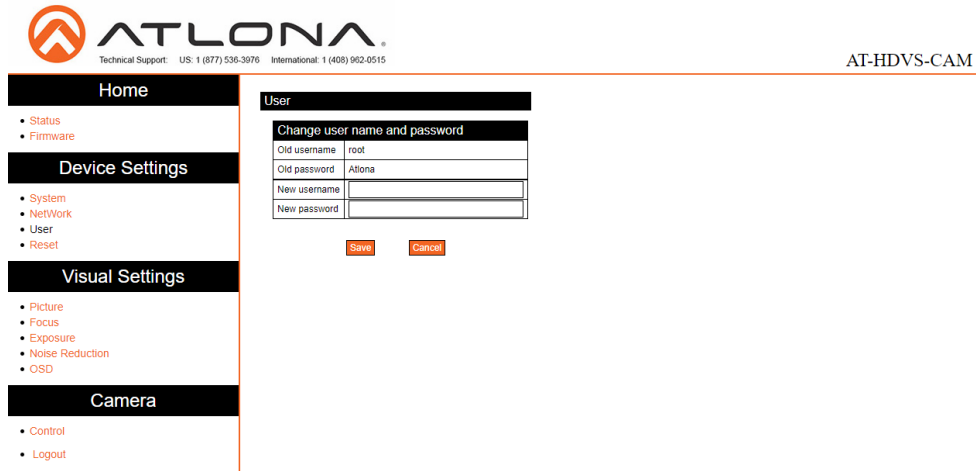 ATLONA.
Technical Support: US: 1 (877) 536-3976 International: 1 (408) 962-0515
AT-HDVS-CAM
Home
Status
Firmware
Device Settings
System
NetWork
User
Reset
Visual Settings
Picture
Focus
Exposure
Noise Reduction
OSD
Camera
Control
Logout
User
Change user name and password
Old username root
Old password Atlona
New username
New password
Save Cancel